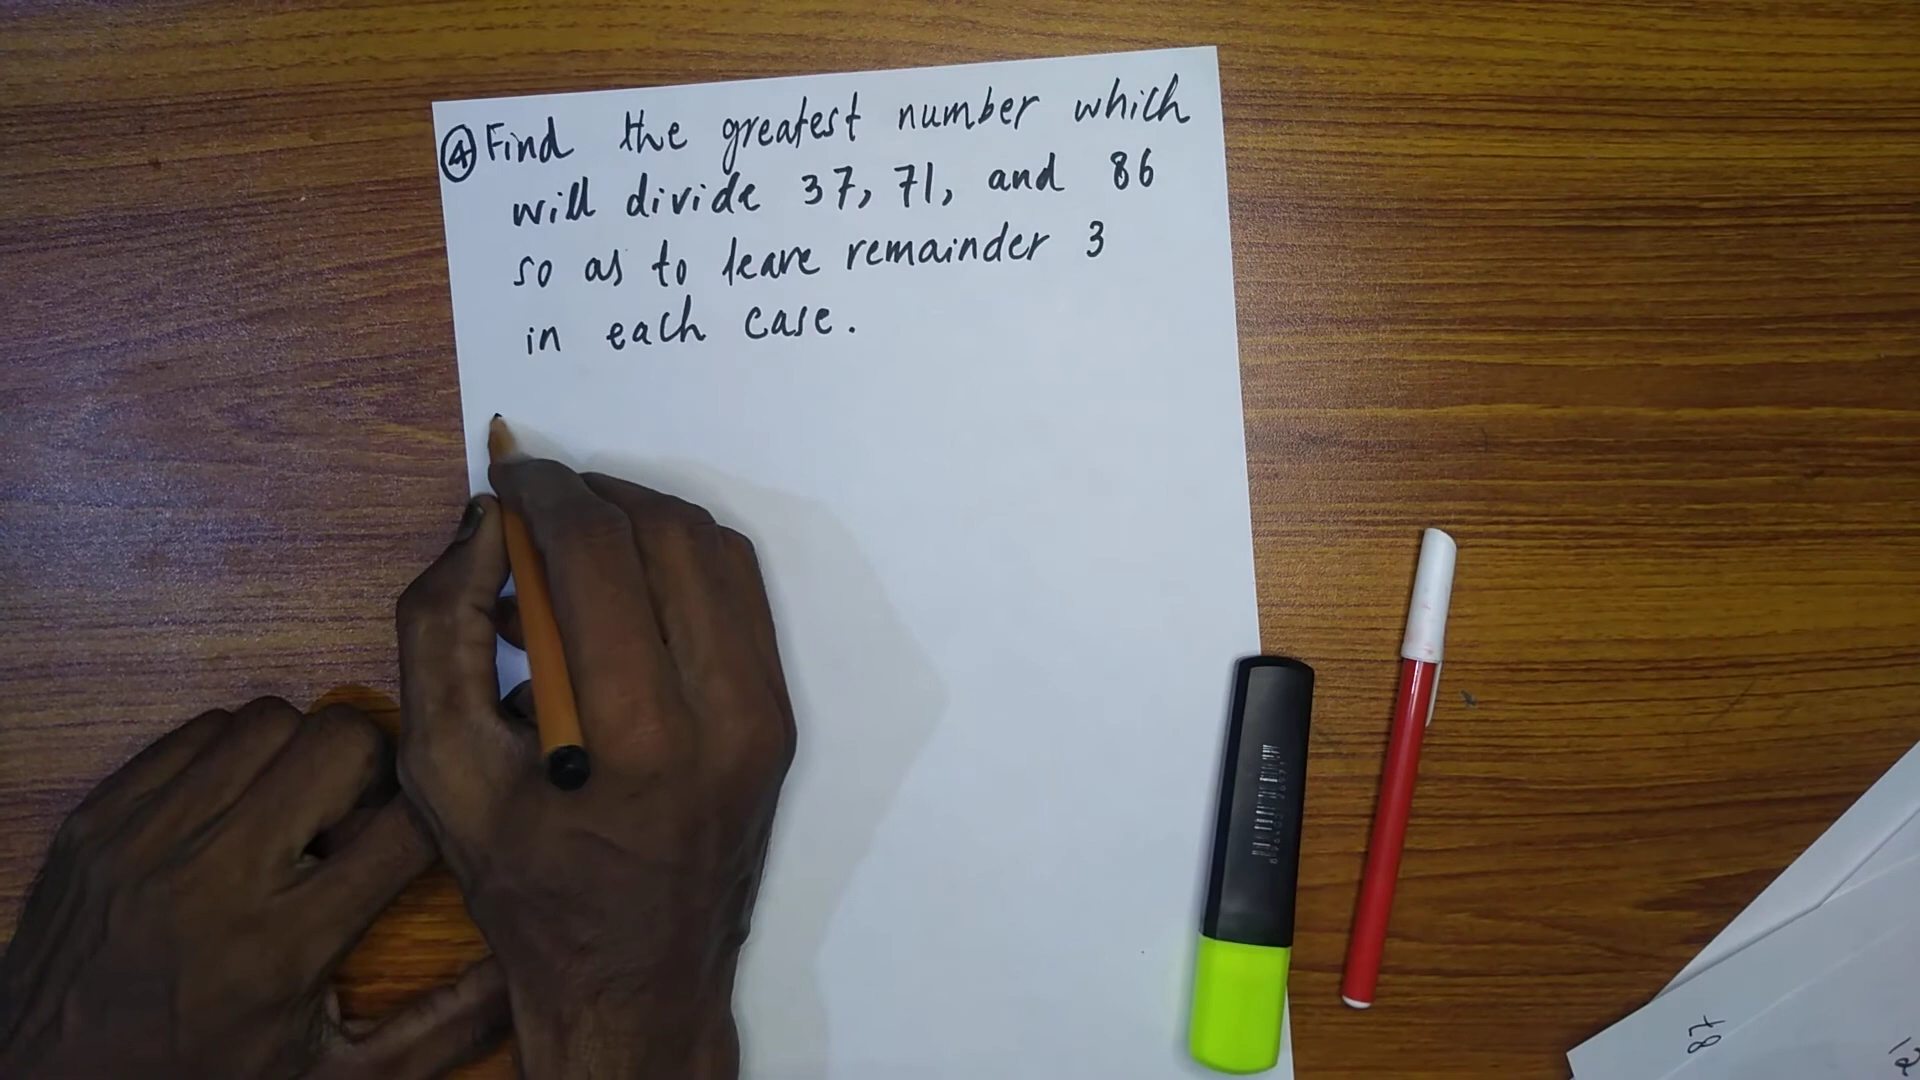 ④ Find the greatest number which
will divide 37, 71, and 86
so as to leave remainder 3
in each case.